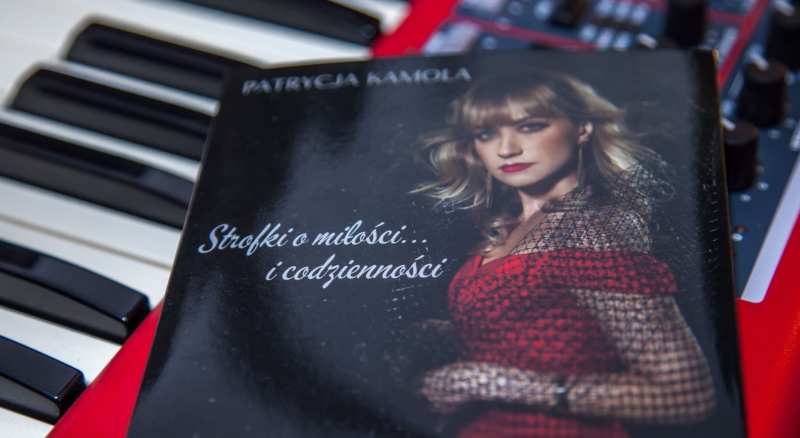 PATRYCJA KAMOLA
Strofki o miłości...
i codzienności